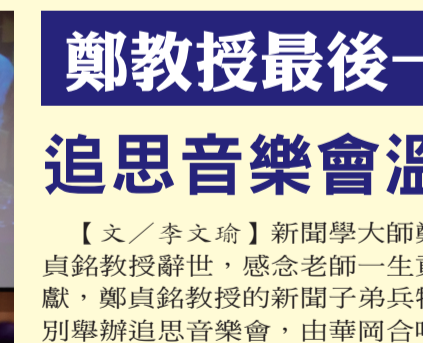 鄭教授最後一
追思音樂會溫
【文／李文瑜】新聞學大師鄭
貞銘教授辭世，感念老師一生貢
獻，鄭貞銘教授的新聞子弟兵特
別舉辦追思音樂會，由華岡合唱